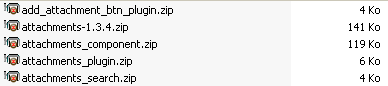 add_attachment_btn_plugin.zip 4 Ko
attachments-1.3.4.zip 141 Ko
attachments_component.zip 119 Ko
attachments_plugin.zip 6 Ko
attachments_search.zip 4 Ko